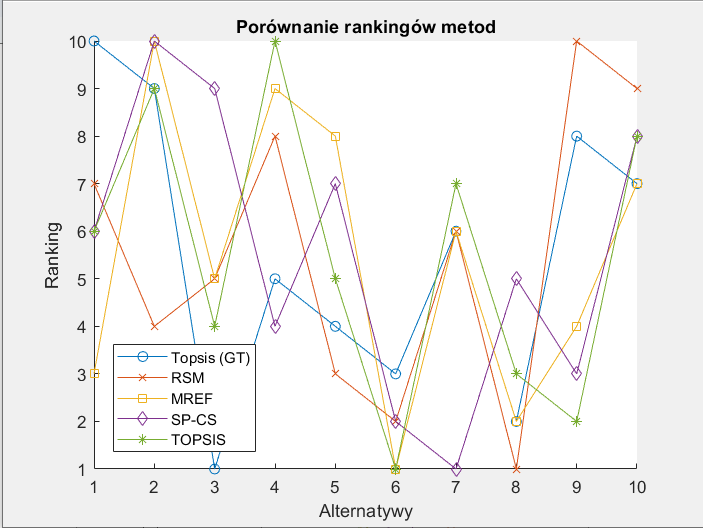 Porównanie rankingów metod
10
9
8
7
6
5
4
3
2
1
Ranking
Topsis (GT)
RSM
MREF
SP-CS
TOPSIS
1 2 3 4 5 6 7 8 9 10
Alternatywy